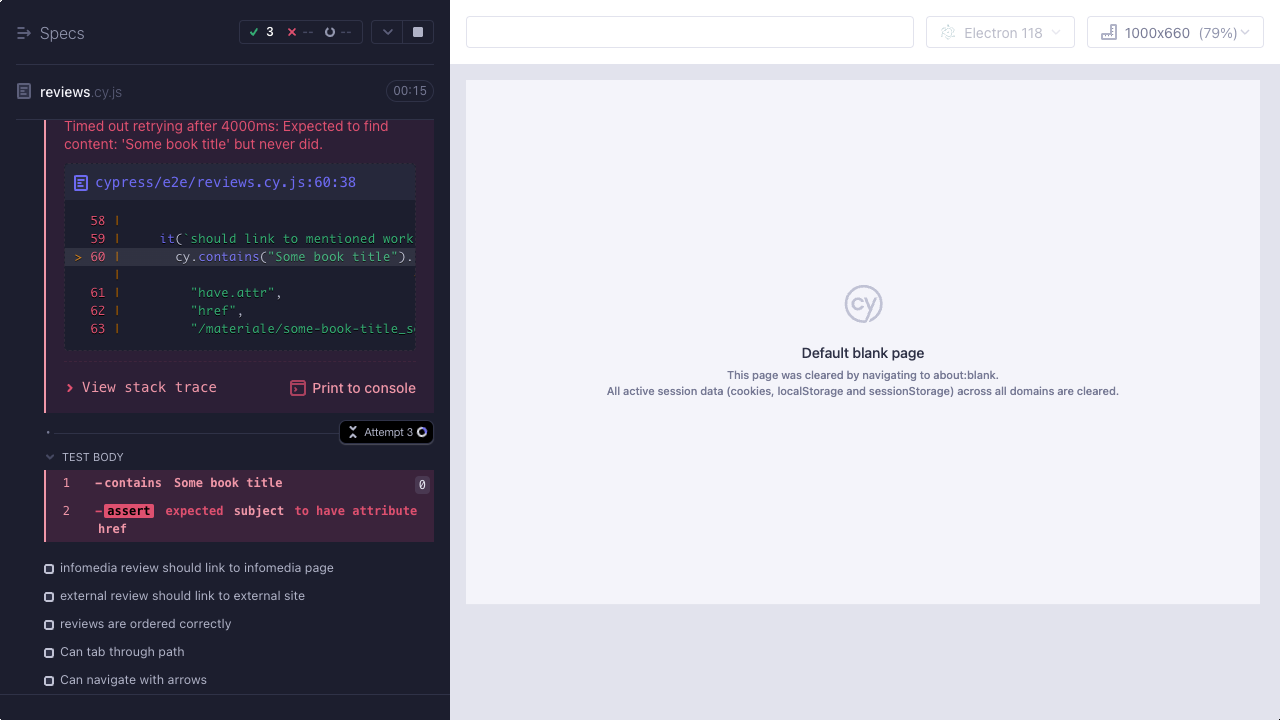 Specs
3
--
--
Electron 118
1000x660 (79%)
reviews.cy.js
00:15
Timed out retrying after 4000ms: Expected to find
content: 'Some book title' but never did.
cypress/e2e/reviews.cy.js:60:38
58 |
59 | it(`should link to mentioned work
> 60 | cy.contains("Some book title").
|
61 | "have.attr",
62 | "href",
63 | "/materiale/some-book-title_s
View stack trace
Print to console
Attempt 3
TEST BODY
1 -contains Some book title 0
2 -assert expected subject to have attribute
href
infomedia review should link to infomedia page
external review should link to external site
reviews are ordered correctly
Can tab through path
Can navigate with arrows
cy
Default blank page
This page was cleared by navigating to about:blank.
All active session data (cookies, localStorage and sessionStorage) across all domains are cleared.